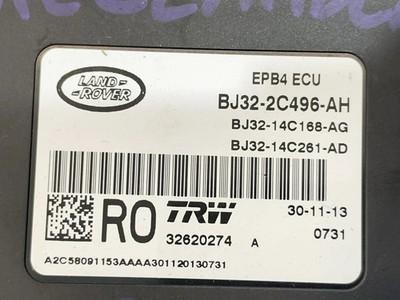 LAND-
-ROVER
EPB4 ECU
BJ32-2C496-AH
BJ32-14C168-AG
BJ32-14C261-AD
RO
TRW
30-11-13
32620274 A
0731
A2C58091153AAAA301120130731